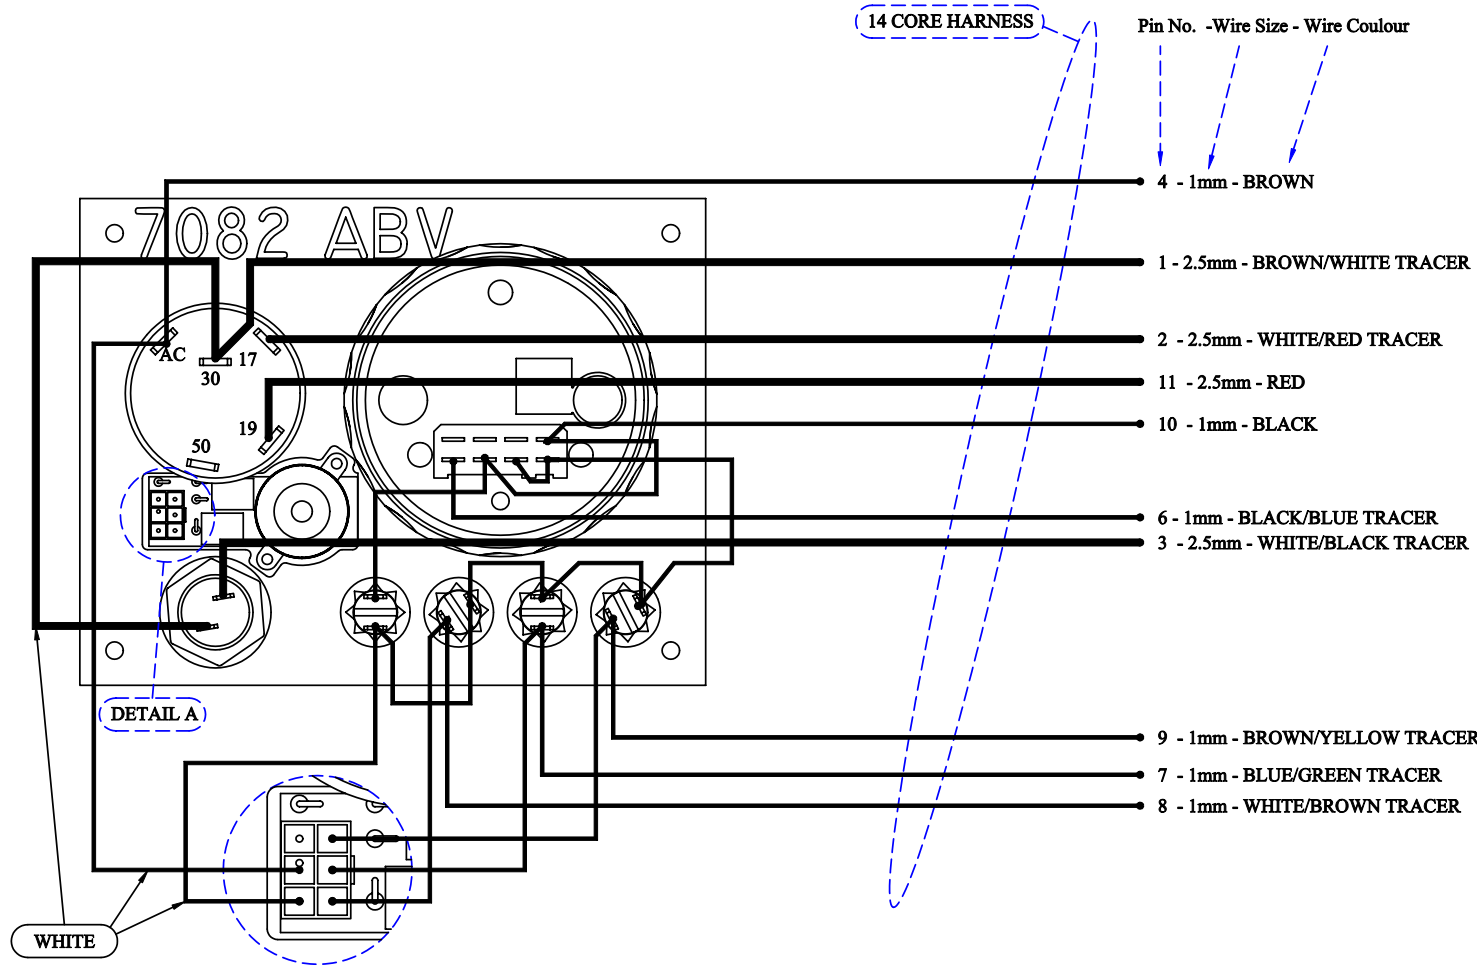 14 CORE HARNESS
Pin No. -Wire Size - Wire Coulour
4 - 1mm - BROWN
7082 ABV
1 - 2.5mm - BROWN/WHITE TRACER
2 - 2.5mm - WHITE/RED TRACER
AC
17
30
11 - 2.5mm - RED
10 - 1mm - BLACK
19
50
6 - 1mm - BLACK/BLUE TRACER
3 - 2.5mm - WHITE/BLACK TRACER
DETAIL A
9 - 1mm - BROWN/YELLOW TRACER
7 - 1mm - BLUE/GREEN TRACER
8 - 1mm - WHITE/BROWN TRACER
WHITE